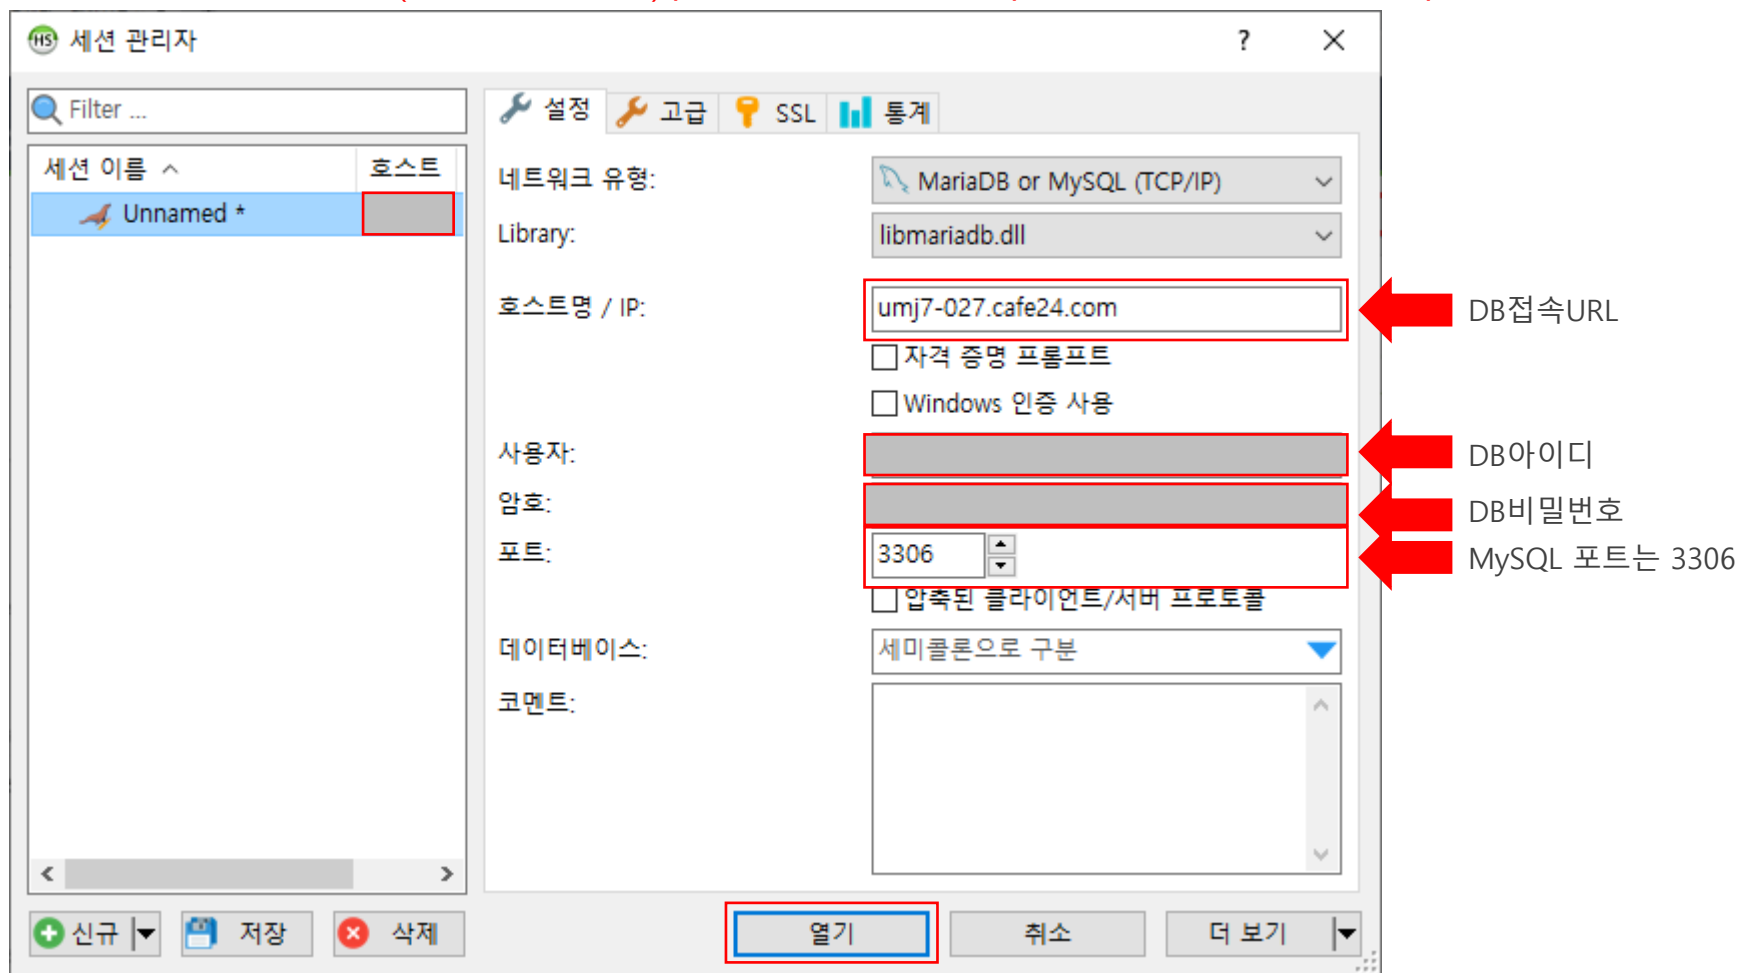 HS 세션 관리자
?
Filter ...
설정 고급 SSL 통계
세션 이름 호스트
Unnamed *
네트워크 유형: MariaDB or MySQL (TCP/IP)
Library: libmariadb.dll
호스트명 / IP: umj7-027.cafe24.com
DB접속URL
자격 증명 프롬프트
Windows 인증 사용
사용자:
DB아이디
암호:
DB비밀번호
포트: 3306
MySQL 포트는 3306
압축된 클라이언트/서버 프로토콜
데이터베이스: 세미콜론으로 구분
코멘트:
신규 저장 삭제 열기 취소 더 보기